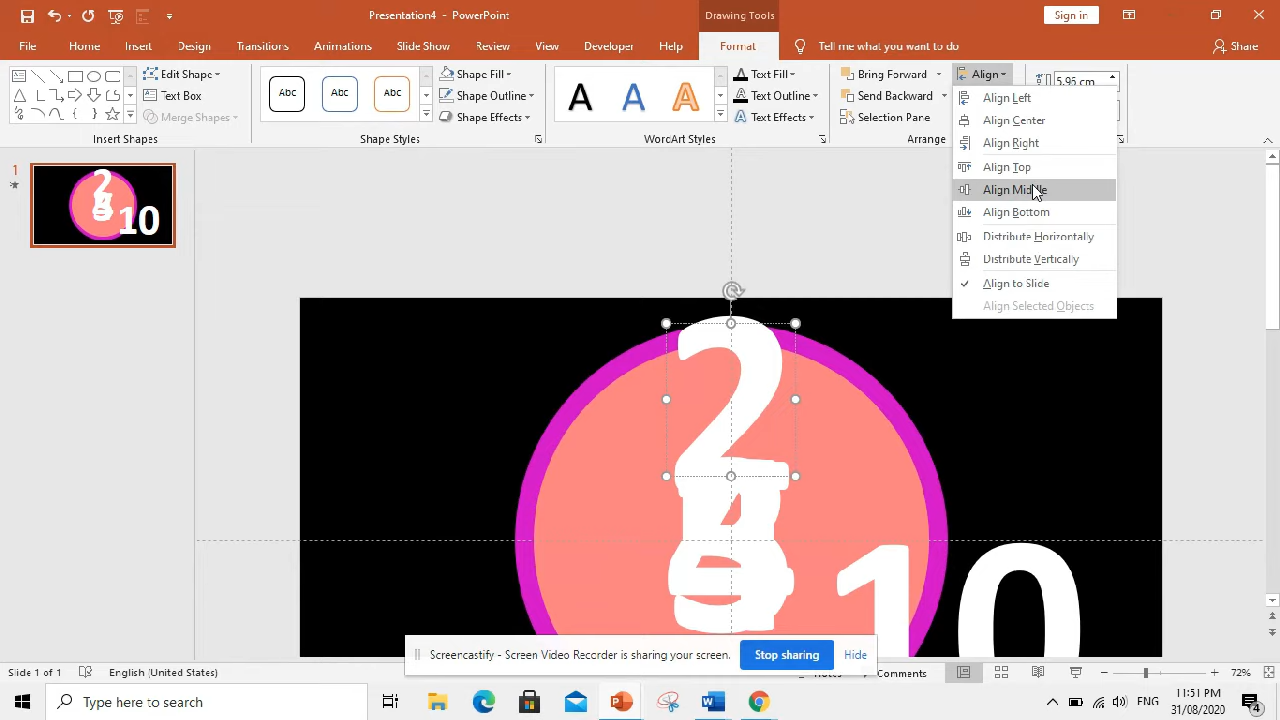 Presentation4 - PowerPoint
Drawing Tools
Sign in
File Home Insert Design Transitions Animations Slide Show Review View Developer Help Format Tell me what you want to do Share
Edit Shape
Text Box
Merge Shapes
Insert Shapes
Abc Abc Abc
Shape Fill
Shape Outline
Shape Effects
Shape Styles
A A A
Text Fill
Text Outline
Text Effects
WordArt Styles
Bring Forward
Send Backward
Selection Pane
Arrange
Align
5.96 cm
Align Left
Align Center
Align Right
Align Top
Align Middle
Align Bottom
Distribute Horizontally
Distribute Vertically
Align to Slide
Align Selected Objects
1
2
10
2
10
Screencastify - Screen Video Recorder is sharing your screen.
Stop sharing
Hide
Slide 1 of 1
English (United States)
Notes
Comments
72%
Type here to search
ENG
11:51 PM
31/08/2020
4